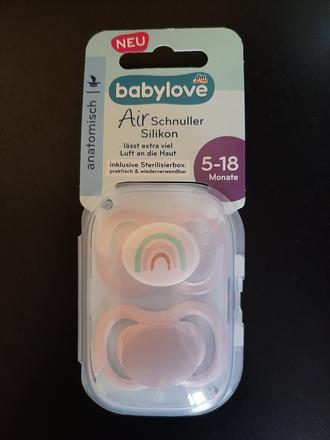 NEU
dm
babylove
anatomisch
Air Schnuller
Silikon
lässt extra viel
Luft an die Haut
inklusive Sterilisierbox:
praktisch & wiederverwendbar
5-18
Monate